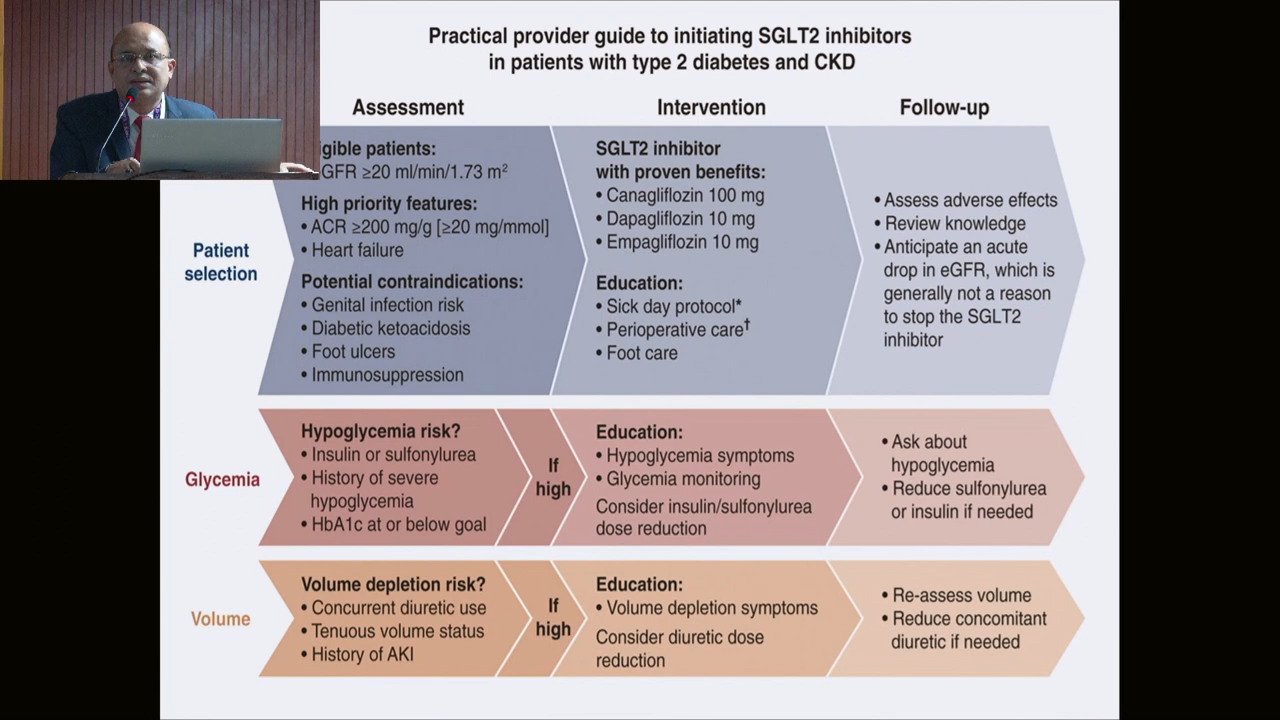 Practical provider guide to initiating SGLT2 inhibitors
in patients with type 2 diabetes and CKD
Assessment
Intervention
Follow-up
Patient
selection
patients:
≥20 ml/min/1.73 m²
High priority features:
• ACR ≥200 mg/g [≥20 mg/mmol]
• Heart failure
Potential contraindications:
• Genital infection risk
• Diabetic ketoacidosis
• Foot ulcers
• Immunosuppression
SGLT2 inhibitor
with proven benefits:
• Canagliflozin 100 mg
• Dapagliflozin 10 mg
• Empagliflozin 10 mg
Education:
• Sick day protocol*
• Perioperative care†
• Foot care
• Assess adverse effects
• Review knowledge
• Anticipate an acute
drop in eGFR, which is
generally not a reason
to stop the SGLT2
inhibitor
Glycemia
Hypoglycemia risk?
• Insulin or sulfonylurea
• History of severe
hypoglycemia
• HbA1c at or below goal
If
high
Education:
• Hypoglycemia symptoms
• Glycemia monitoring
Consider insulin/sulfonylurea
dose reduction
• Ask about
hypoglycemia
• Reduce sulfonylurea
or insulin if needed
Volume
Volume depletion risk?
• Concurrent diuretic use
• Tenuous volume status
• History of AKI
If
high
Education:
• Volume depletion symptoms
Consider diuretic dose
reduction
• Re-assess volume
• Reduce concomitant
diuretic if needed